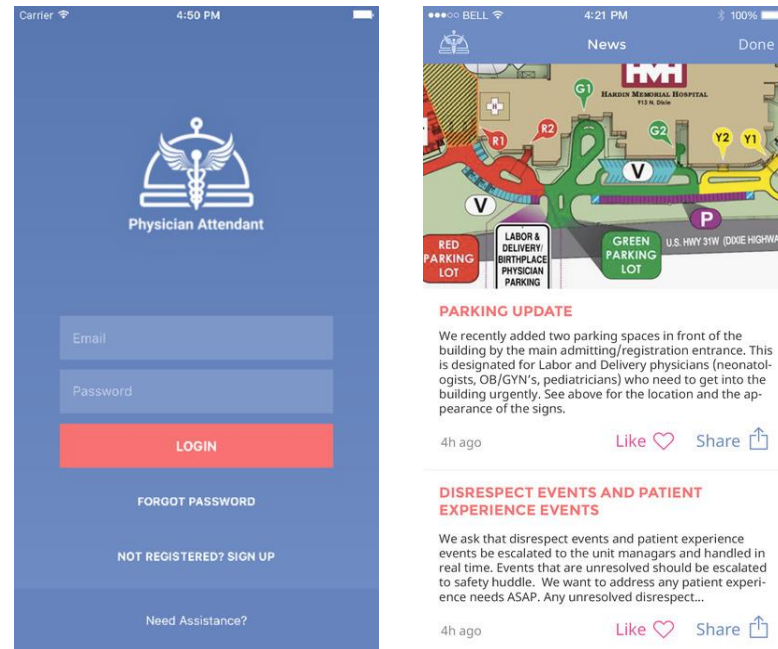 Carrier
4:50 PM
Physician Attendant
Email
Password
LOGIN
FORGOT PASSWORD
NOT REGISTERED? SIGN UP
Need Assistance?
BELL
4:21 PM
100%
News
Done
HMH
HARDIN MEMORIAL HOSPITAL
913 N. Dixie
G1
R1
R2
G2
Y2
Y1
V
V
P
LABOR &
DELIVERY/
BIRTHPLACE
PHYSICIAN
PARKING
RED
PARKING
LOT
GREEN
PARKING
LOT
U.S. HWY 31W (DIXIE HIGHWA
PARKING UPDATE
We recently added two parking spaces in front of the
building by the main admitting/registration entrance. This
is designated for Labor and Delivery physicians (neonatol-
ogists, OB/GYN's, pediatricians) who need to get into the
building urgently. See above for the location and the ap-
pearance of the signs.
4h ago
Like
Share
DISRESPECT EVENTS AND PATIENT
EXPERIENCE EVENTS
We ask that disrespect events and patient experience
events be escalated to the unit managars and handled in
real time. Events that are unresolved should be escalated
to safety huddle. We want to address any patient experi-
ence needs ASAP. Any unresolved disrespect...
4h ago
Like
Share